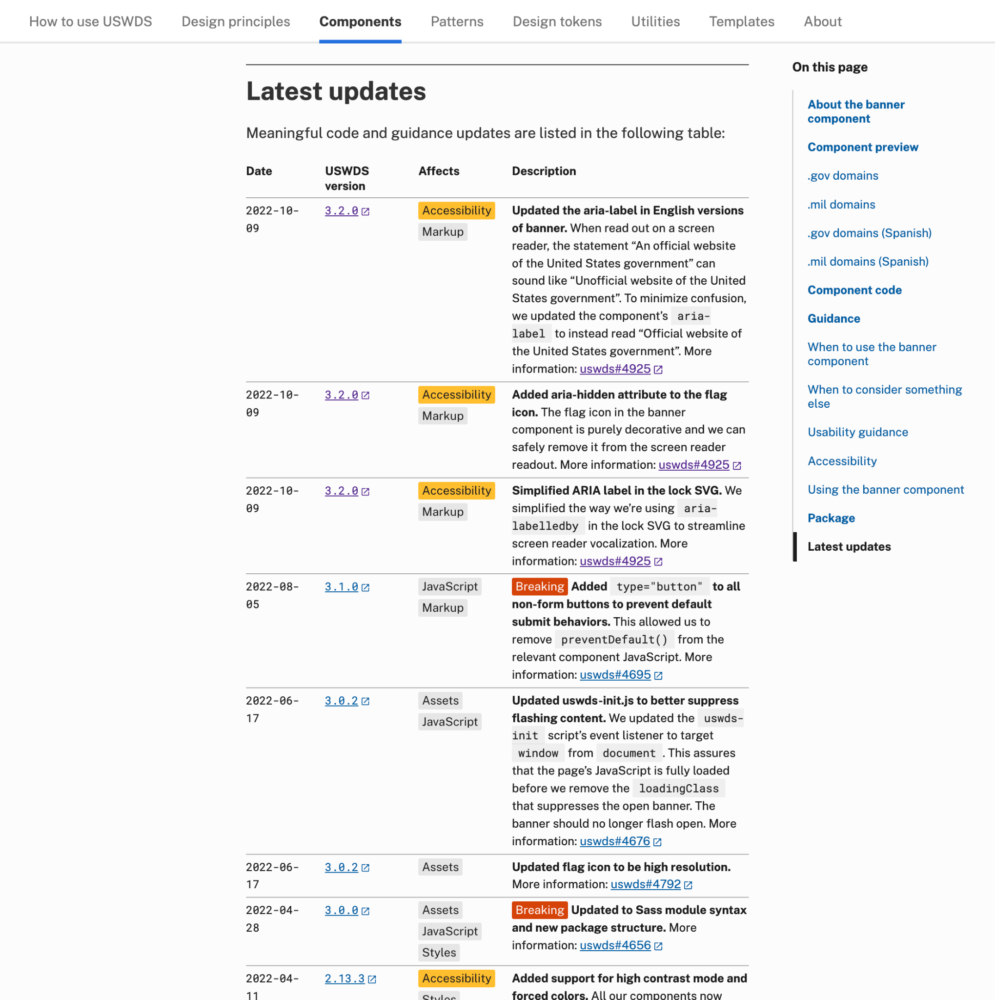 How to use USWDS Design principles Components Patterns Design tokens Utilities Templates About
Latest updates
Meaningful code and guidance updates are listed in the following table:
Date USWDS version Affects Description
2022-10-09 3.2.0 Accessibility Markup
Updated the aria-label in English versions
of banner. When read out on a screen
reader, the statement “An official website
of the United States government” can
sound like “Unofficial website of the United
States government”. To minimize confusion,
we updated the component’s aria-
label to instead read “Official website of
the United States government”. More
information: uswds#4925
2022-10-09 3.2.0 Accessibility Markup
Added aria-hidden attribute to the flag
icon. The flag icon in the banner
component is purely decorative and we can
safely remove it from the screen reader
readout. More information: uswds#4925
2022-10-09 3.2.0 Accessibility Markup
Simplified ARIA label in the lock SVG. We
simplified the way we’re using aria-
labelledby in the lock SVG to streamline
screen reader vocalization. More
information: uswds#4925
2022-08-05 3.1.0 JavaScript Markup
Breaking Added type="button" to all
non-form buttons to prevent default
submit behaviors. This allowed us to
remove preventDefault() from the
relevant component JavaScript. More
information: uswds#4695
2022-06-17 3.0.2 Assets JavaScript
Updated uswds-init.js to better suppress
flashing content. We updated the uswds-
init script’s event listener to target
window from document . This assures
that the page’s JavaScript is fully loaded
before we remove the loadingClass
that suppresses the open banner. The
banner should no longer flash open. More
information: uswds#4676
2022-06-17 3.0.2 Assets
Updated flag icon to be high resolution.
More information: uswds#4792
2022-04-28 3.0.0 Assets JavaScript Styles
Breaking Updated to Sass module syntax
and new package structure. More
information: uswds#4656
2022-04-11 2.13.3 Accessibility Styles
Added support for high contrast mode and
forced colors. All our components now
On this page
About the banner
component
Component preview
.gov domains
.mil domains
.gov domains (Spanish)
.mil domains (Spanish)
Component code
Guidance
When to use the banner
component
When to consider something
else
Usability guidance
Accessibility
Using the banner component
Package
Latest updates